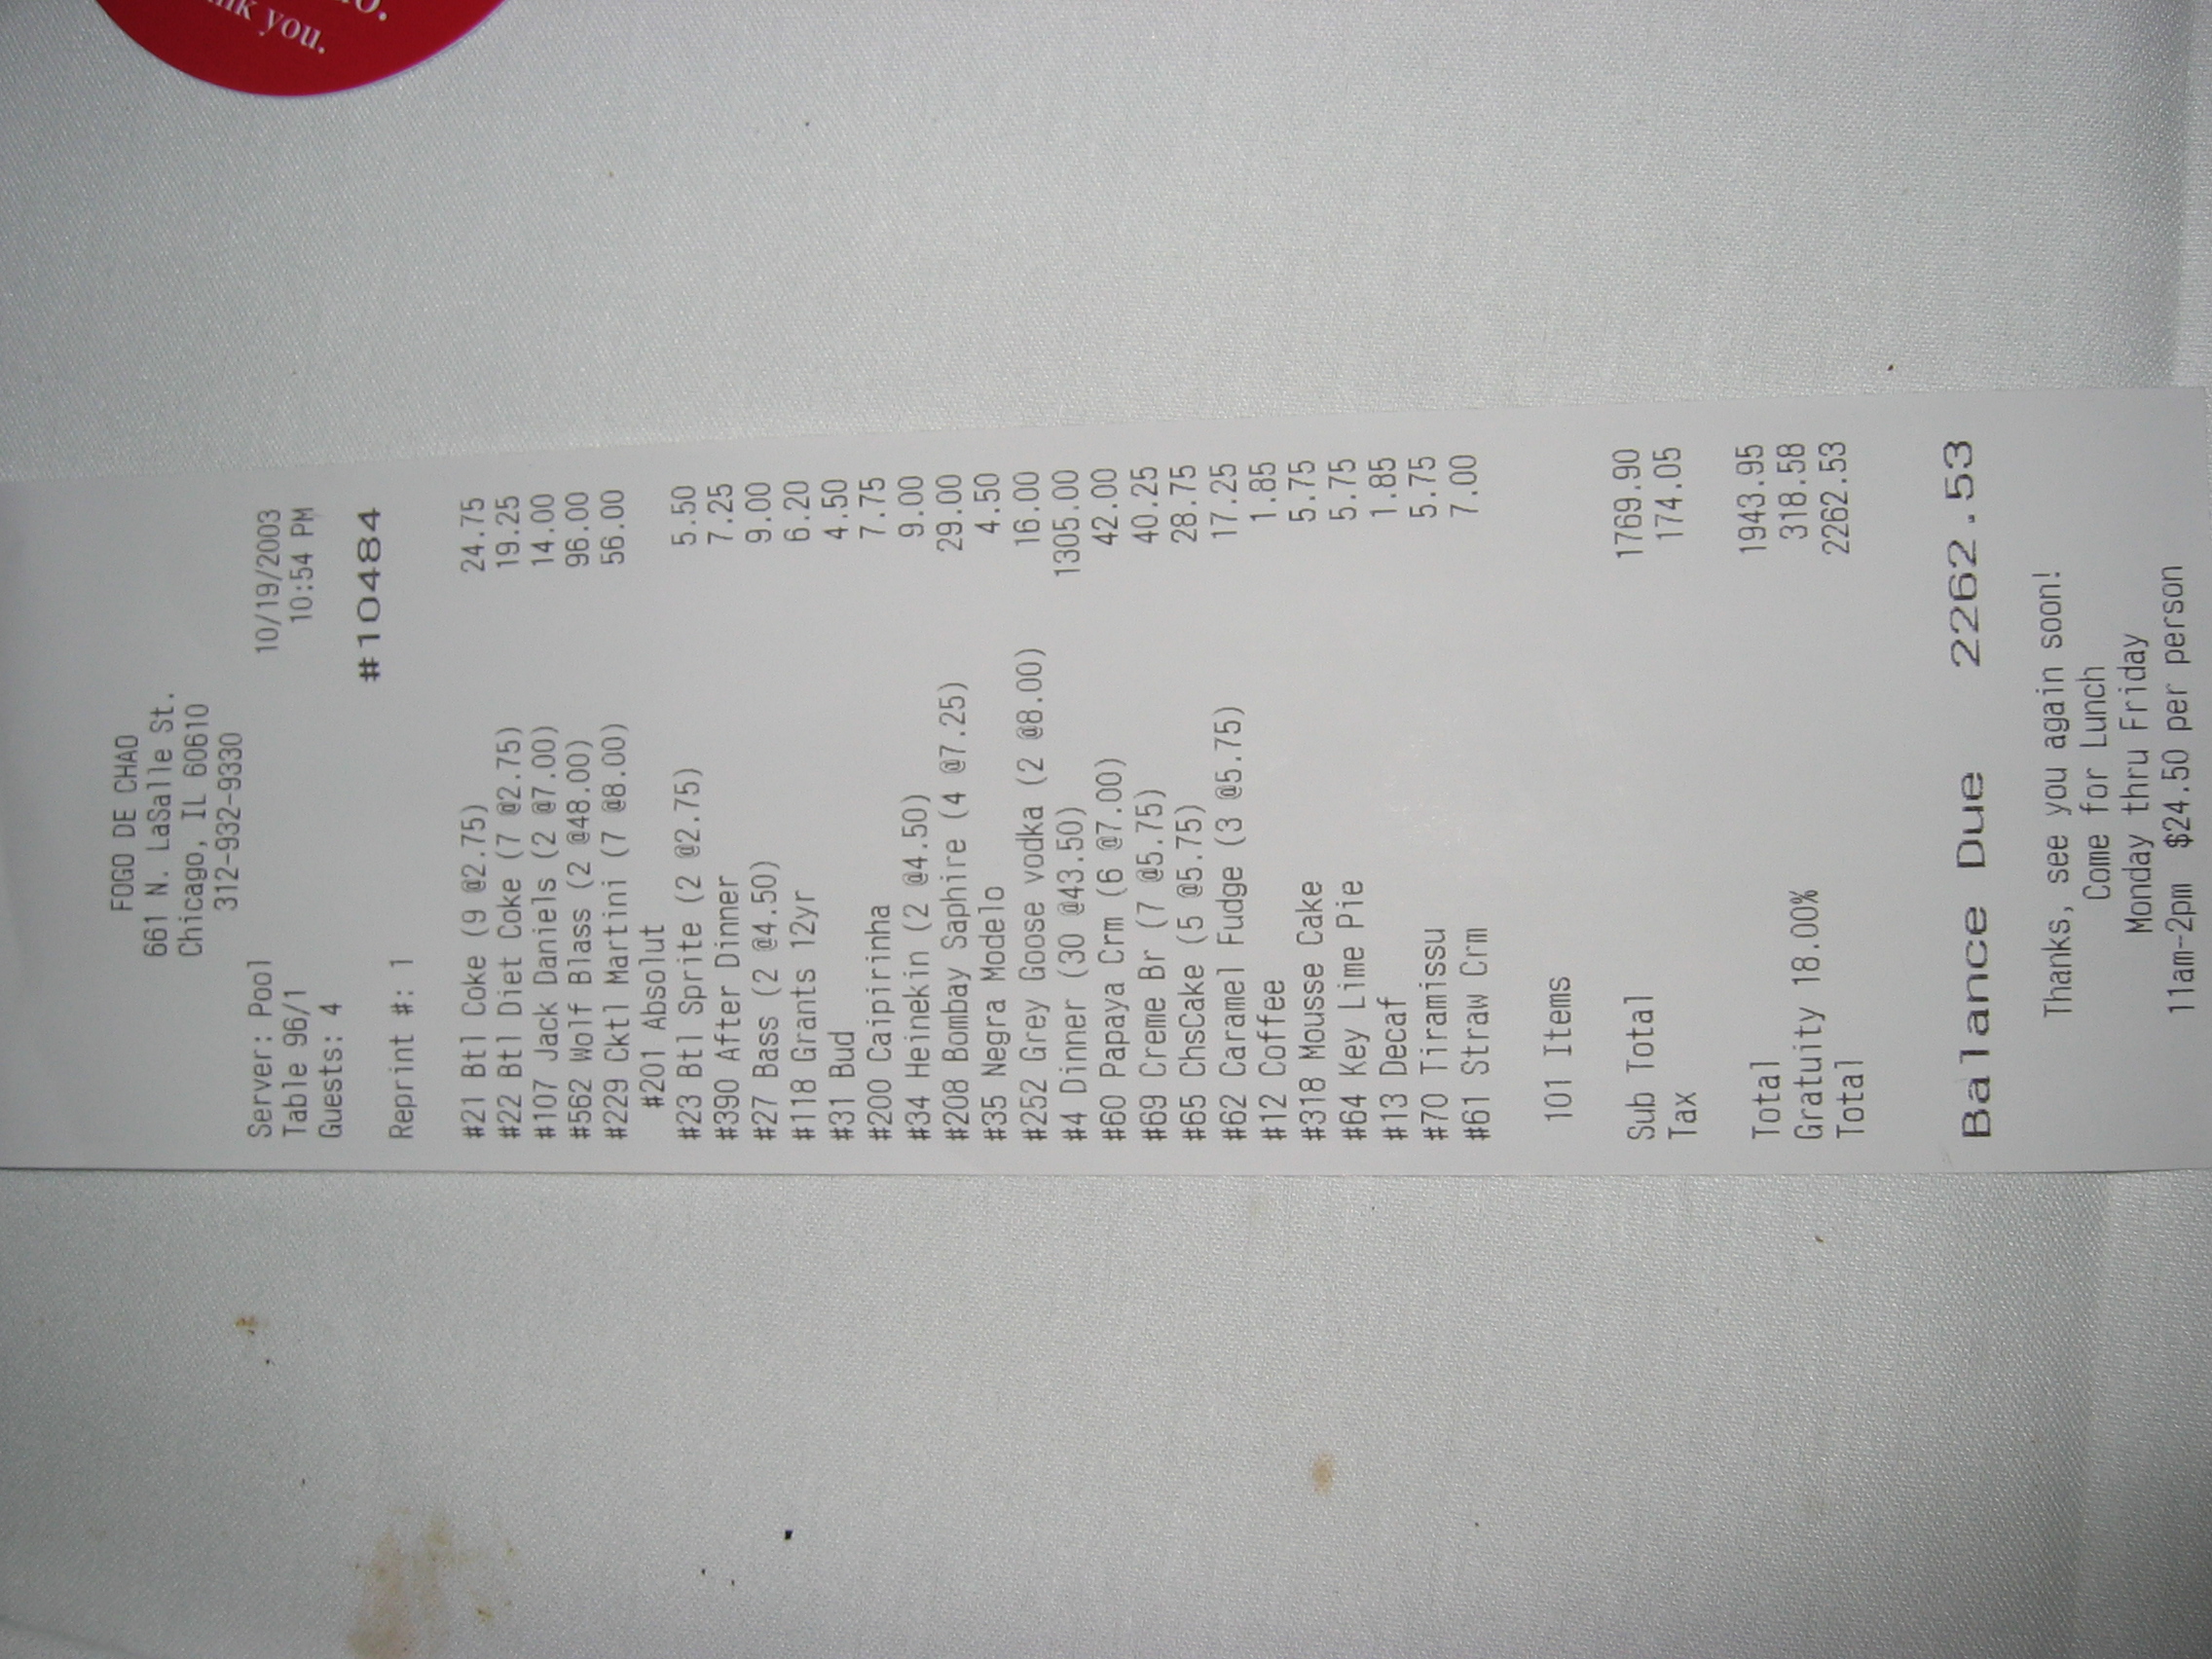 o.
nk you.
FOGO DE CHAO
661 N. LaSalle St.
Chicago, IL 60610
312-932-9330
Server: Pool 10/19/2003
Table 96/1 10:54 PM
Guests: 4
#10484
Reprint #: 1
#21 Btl Coke (9 @2.75) 24.75
#22 Btl Diet Coke (7 @2.75) 19.25
#107 Jack Daniels (2 @7.00) 14.00
#562 Wolf Blass (2 @48.00) 96.00
#229 Cktl Martini (7 @8.00) 56.00
#201 Absolut
#23 Btl Sprite (2 @2.75) 5.50
#390 After Dinner 7.25
#27 Bass (2 @4.50) 9.00
#118 Grants 12yr 6.20
#31 Bud 4.50
#200 Caipirinha 7.75
#34 Heinekin (2 @4.50) 9.00
#208 Bombay Saphire (4 @7.25) 29.00
#35 Negra Modelo 4.50
#252 Grey Goose vodka (2 @8.00) 16.00
#4 Dinner (30 @43.50) 1305.00
#60 Papaya Crm (6 @7.00) 42.00
#69 Creme Br (7 @5.75) 40.25
#65 ChsCake (5 @5.75) 28.75
#62 Caramel Fudge (3 @5.75) 17.25
#12 Coffee 1.85
#318 Mousse Cake 5.75
#64 Key Lime Pie 5.75
#13 Decaf 1.85
#70 Tiramissu 5.75
#61 Straw Crm 7.00
101 Items
Sub Total 1769.90
Tax 174.05
Total 1943.95
Gratuity 18.00% 318.58
Total 2262.53
Balance Due 2262.53
Thanks, see you again soon!
Come for Lunch
Monday thru Friday
11am-2pm $24.50 per person